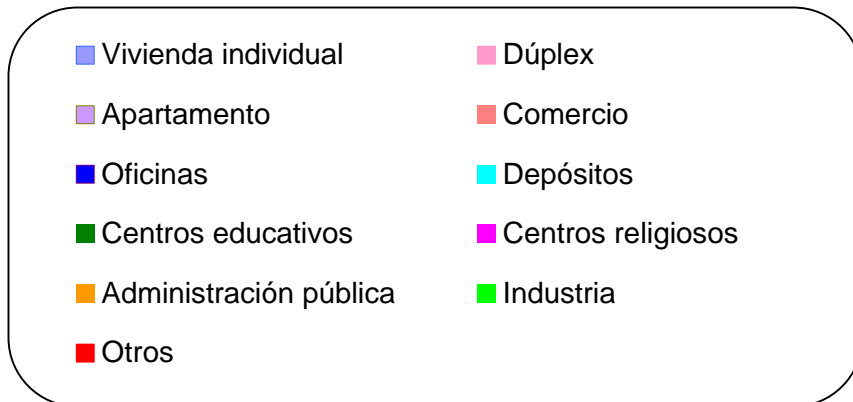 Vivienda individual
Dúplex
Apartamento
Comercio
Oficinas
Depósitos
Centros educativos
Centros religiosos
Administración pública
Industria
Otros